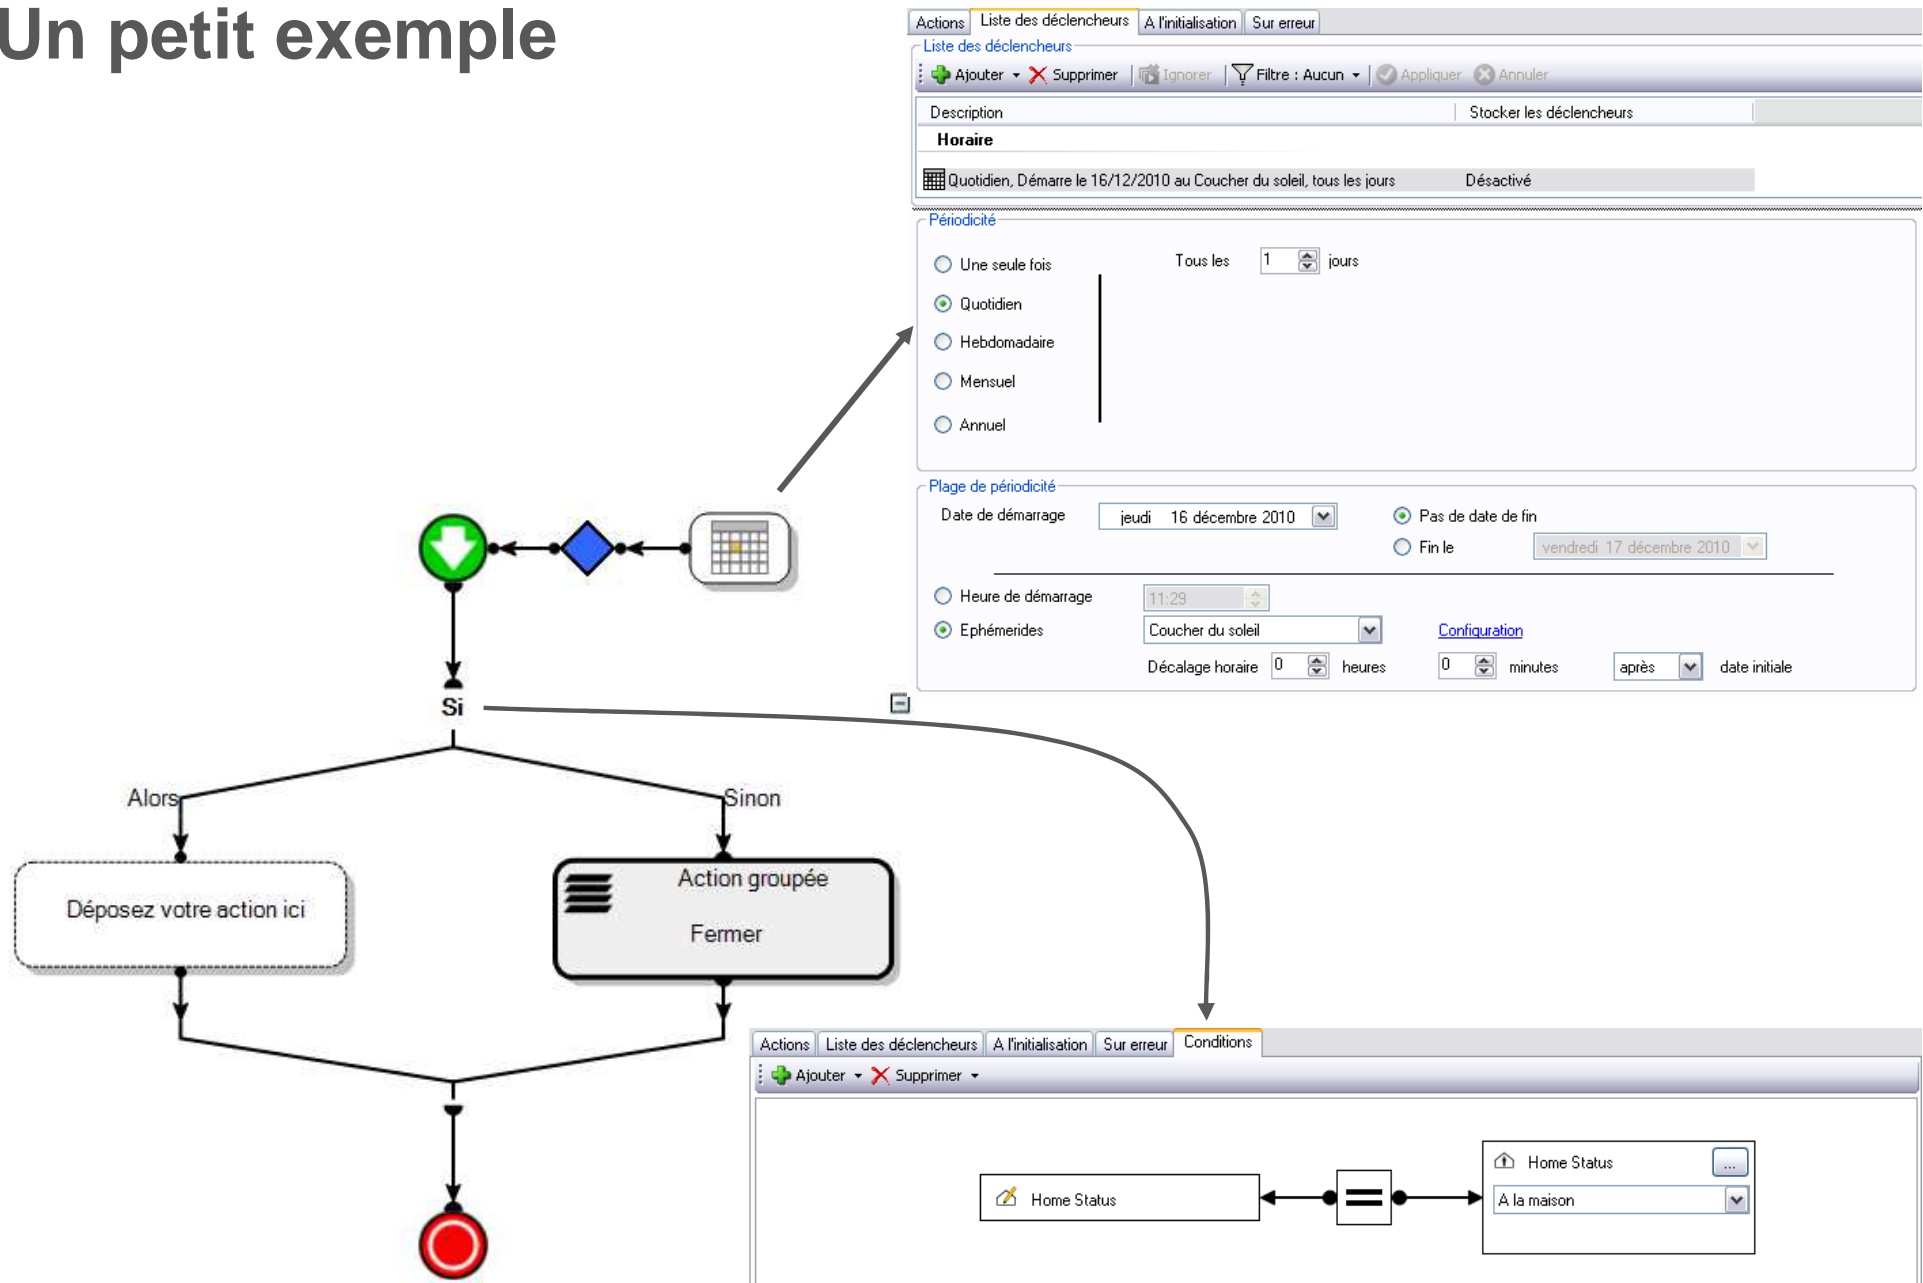 Un petit exemple
Actions Liste des déclencheurs A l'initialisation Sur erreur
Liste des déclencheurs
Ajouter Supprimer Ignorer Filtre : Aucun Appliquer Annuler
Description Stocker les déclencheurs
Horaire
Quotidien, Démarre le 16/12/2010 au Coucher du soleil, tous les jours Désactivé
Périodicité
Une seule fois Tous les 1 jours
Quotidien
Hebdomadaire
Mensuel
Annuel
Plage de périodicité
Date de démarrage jeudi 16 décembre 2010 Pas de date de fin
Fin le vendredi 17 décembre 2010
Heure de démarrage 11:29
Ephémerides Coucher du soleil Configuration
Décalage horaire 0 heures 0 minutes après date initiale
Si
Alors Sinon
Déposez votre action ici
Action groupée
Fermer
Actions Liste des déclencheurs A l'initialisation Sur erreur Conditions
Ajouter Supprimer
Home Status
=
Home Status ...
A la maison